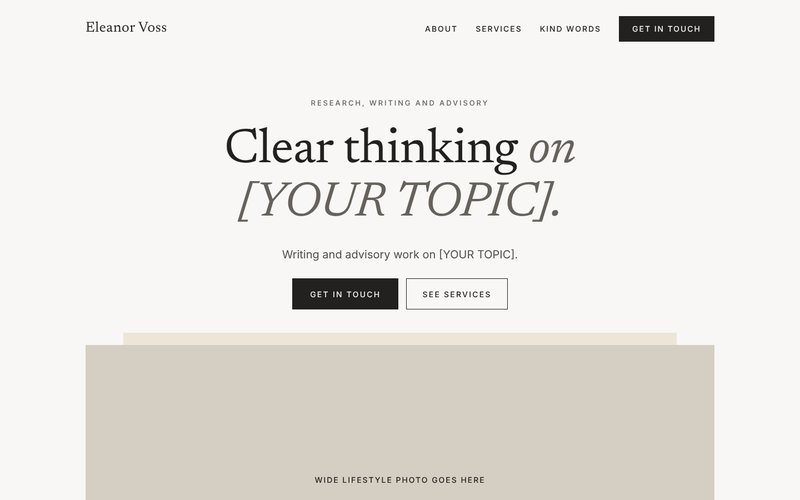 Eleanor Voss
ABOUT
SERVICES
KIND WORDS
GET IN TOUCH
RESEARCH, WRITING AND ADVISORY
Clear thinking on
[YOUR TOPIC].
Writing and advisory work on [YOUR TOPIC].
GET IN TOUCH
SEE SERVICES
WIDE LIFESTYLE PHOTO GOES HERE